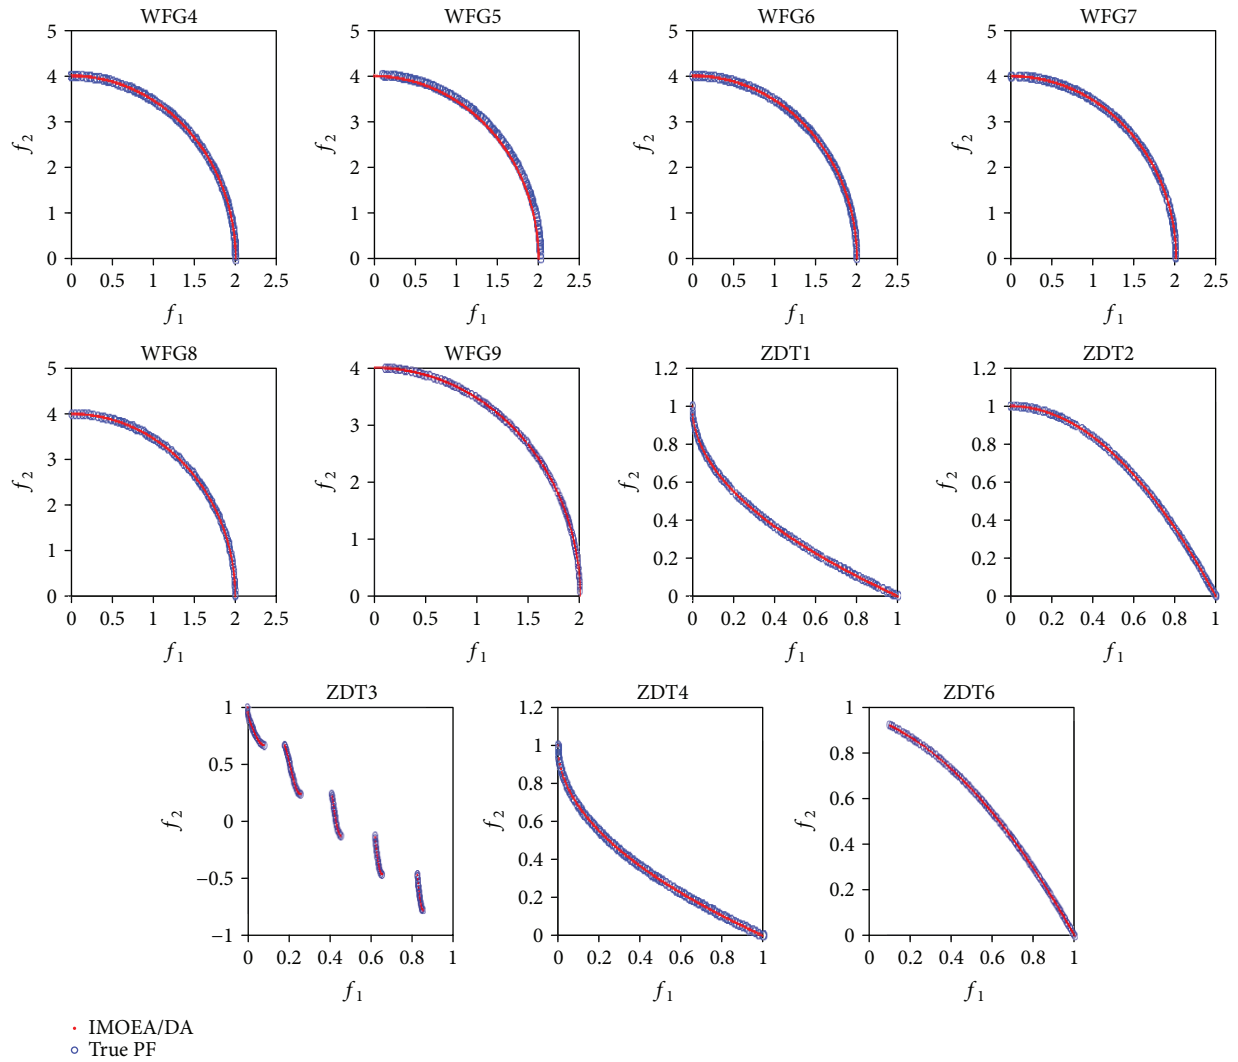 WFG4
WFG5
WFG6
WFG7
5
4
3
2
1
0
f2
0 0.5 1 1.5 2 2.5
f1
5
4
3
2
1
0
f2
0 0.5 1 1.5 2 2.5
f1
5
4
3
2
1
0
f2
0 0.5 1 1.5 2 2.5
f1
5
4
3
2
1
0
f2
0 0.5 1 1.5 2 2.5
f1
WFG8
WFG9
ZDT1
ZDT2
5
4
3
2
1
0
f2
0 0.5 1 1.5 2 2.5
f1
4
3
2
1
0
f2
0 0.5 1 1.5 2
f1
1.2
1
0.8
0.6
0.4
0.2
0
f2
0 0.2 0.4 0.6 0.8 1
f1
1.2
1
0.8
0.6
0.4
0.2
0
f2
0 0.2 0.4 0.6 0.8 1
f1
ZDT3
ZDT4
ZDT6
1
0.5
0
−0.5
−1
f2
0 0.2 0.4 0.6 0.8 1
f1
1.2
1
0.8
0.6
0.4
0.2
0
f2
0 0.2 0.4 0.6 0.8 1
f1
1
0.8
0.6
0.4
0.2
0
f2
0 0.2 0.4 0.6 0.8 1
f1
IMOEA/DA
True PF